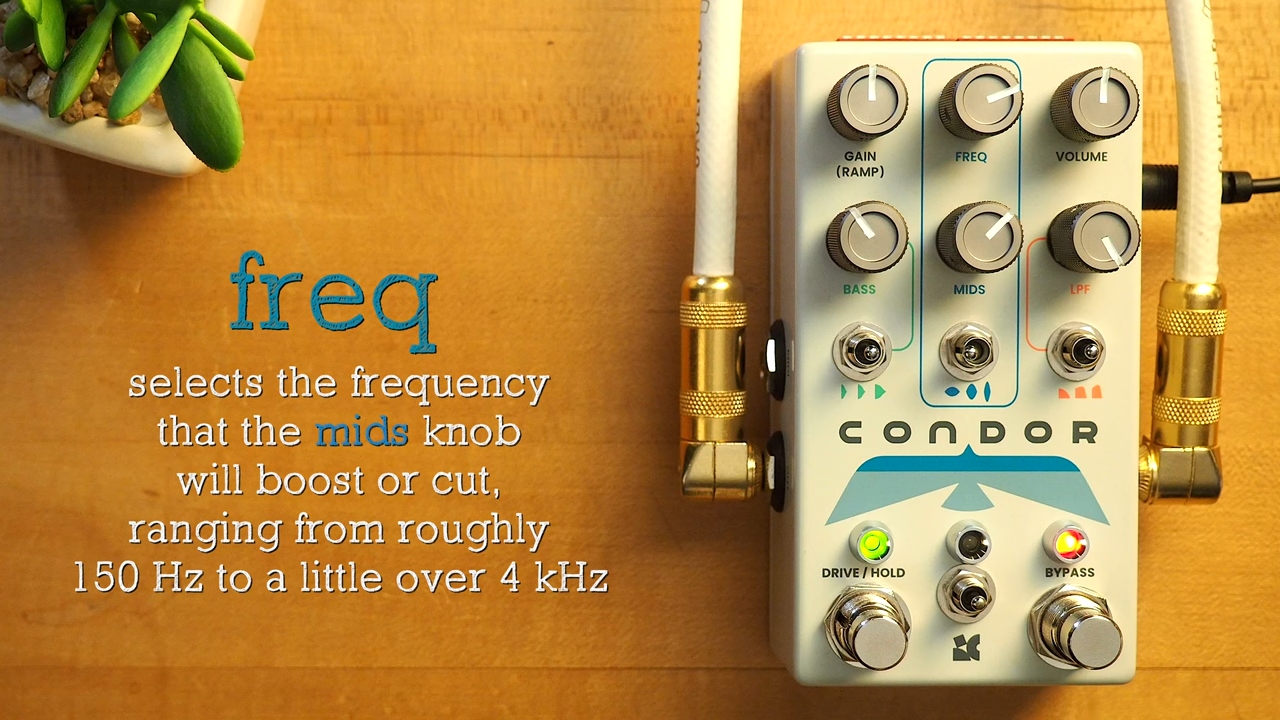 freq
selects the frequency
that the mids knob
will boost or cut,
ranging from roughly
150 Hz to a little over 4 kHz
GAIN
(RAMP)
FREQ
VOLUME
BASS
MIDS
LPF
CONDOR
DRIVE / HOLD
BYPASS